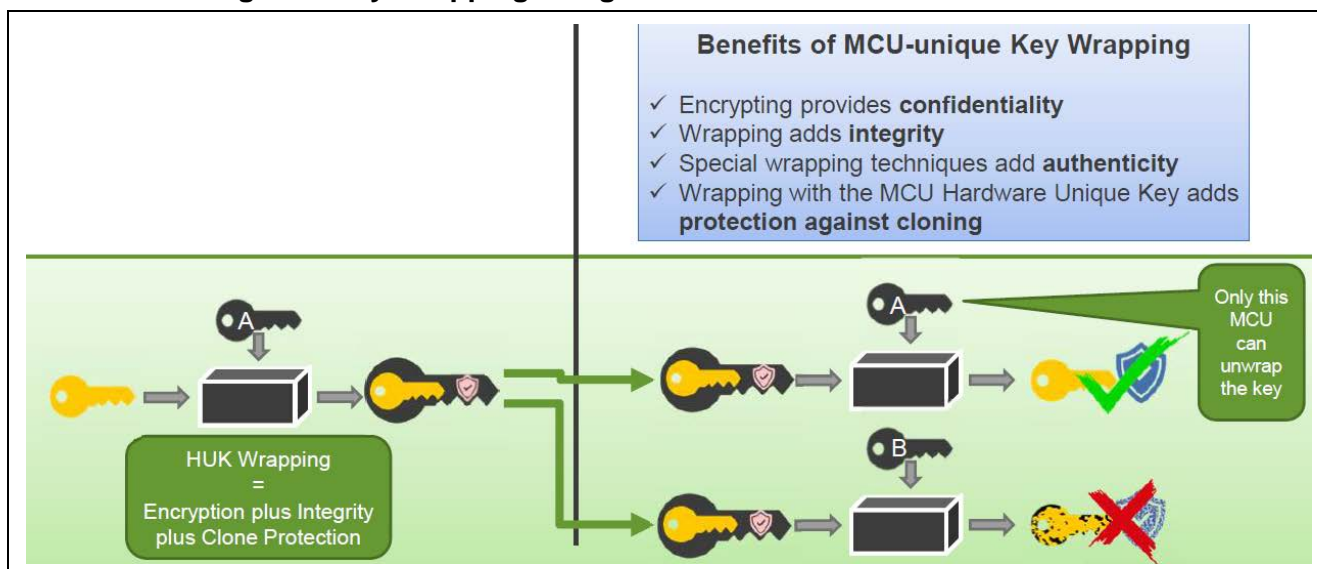 Benefits of MCU-unique Key Wrapping
✓ Encrypting provides confidentiality
✓ Wrapping adds integrity
✓ Special wrapping techniques add authenticity
✓ Wrapping with the MCU Hardware Unique Key adds
protection against cloning
A
HUK Wrapping
=
Encryption plus Integrity
plus Clone Protection
A
Only this
MCU
can
unwrap
the key
B